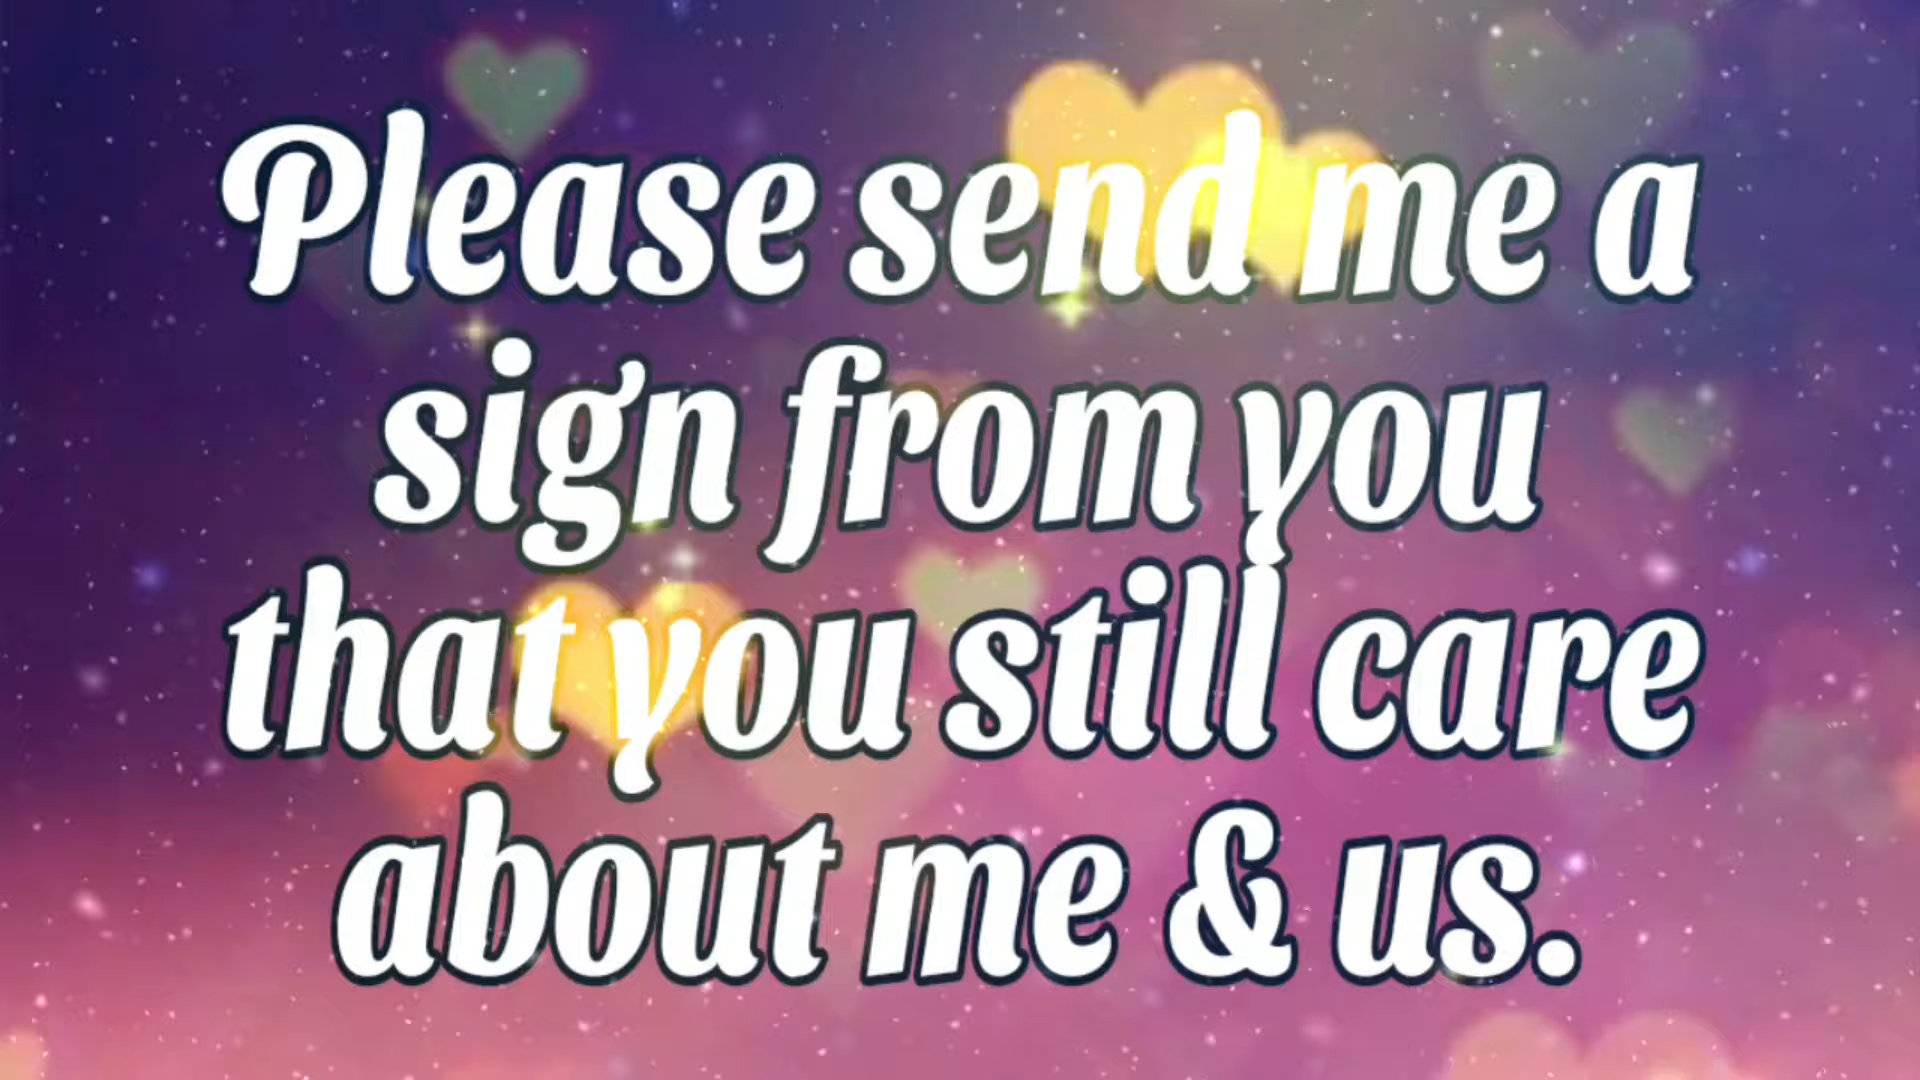 Please send me a
sign from you
that you still care
about me & us.